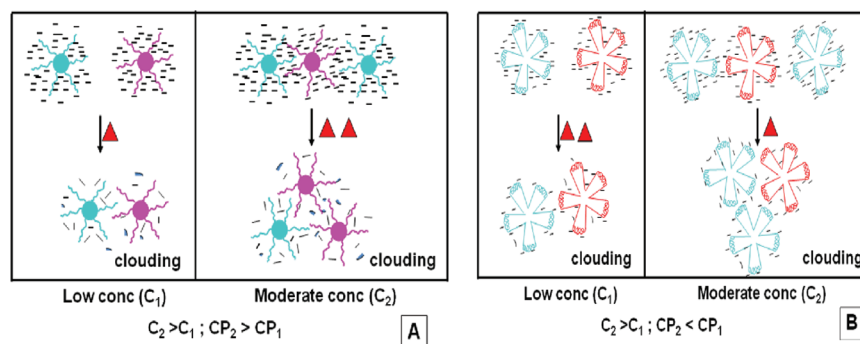 clouding
clouding
Low conc (C₁)
Moderate conc (C₂)
C₂ >C₁ ; CP₂ > CP₁
A
clouding
clouding
Low conc (C₁)
Moderate conc (C₂)
C₂ >C₁ ; CP₂ < CP₁
B